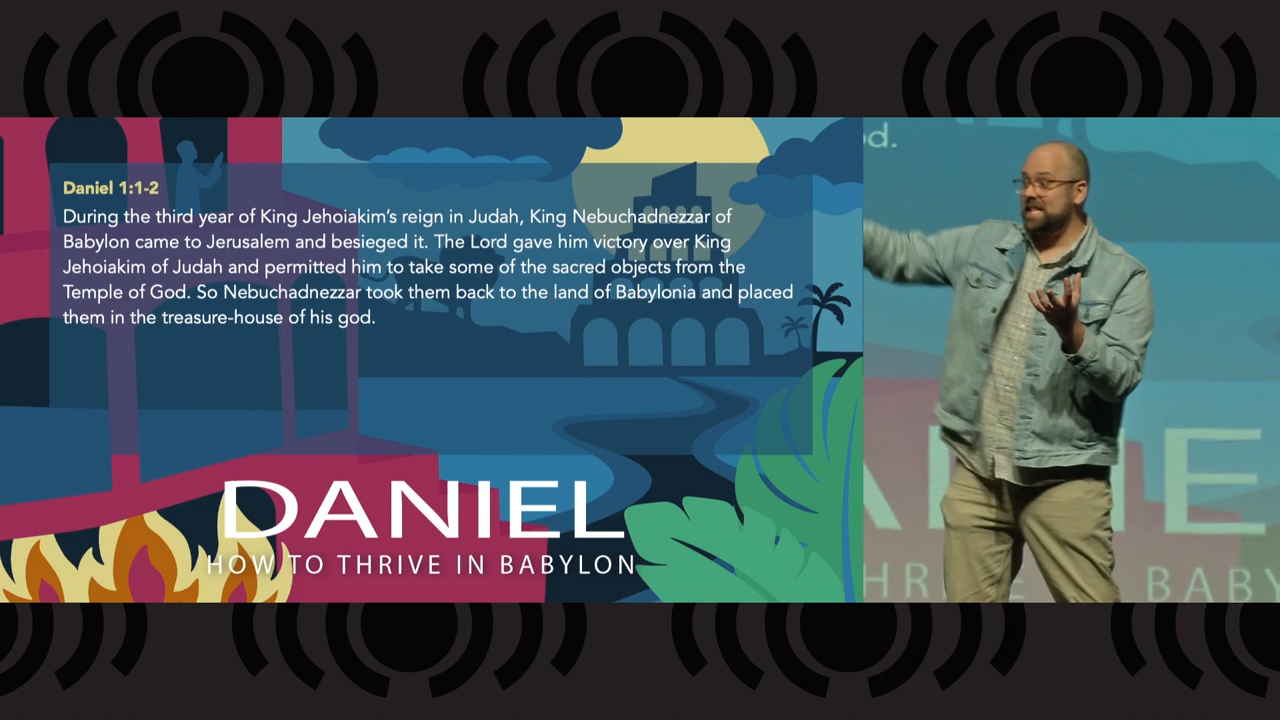 Daniel 1:1-2
During the third year of King Jehoiakim’s reign in Judah, King Nebuchadnezzar of
Babylon came to Jerusalem and besieged it. The Lord gave him victory over King
Jehoiakim of Judah and permitted him to take some of the sacred objects from the
Temple of God. So Nebuchadnezzar took them back to the land of Babylonia and placed
them in the treasure-house of his god.
DANIEL
HOW TO THRIVE IN BABYLON
od.